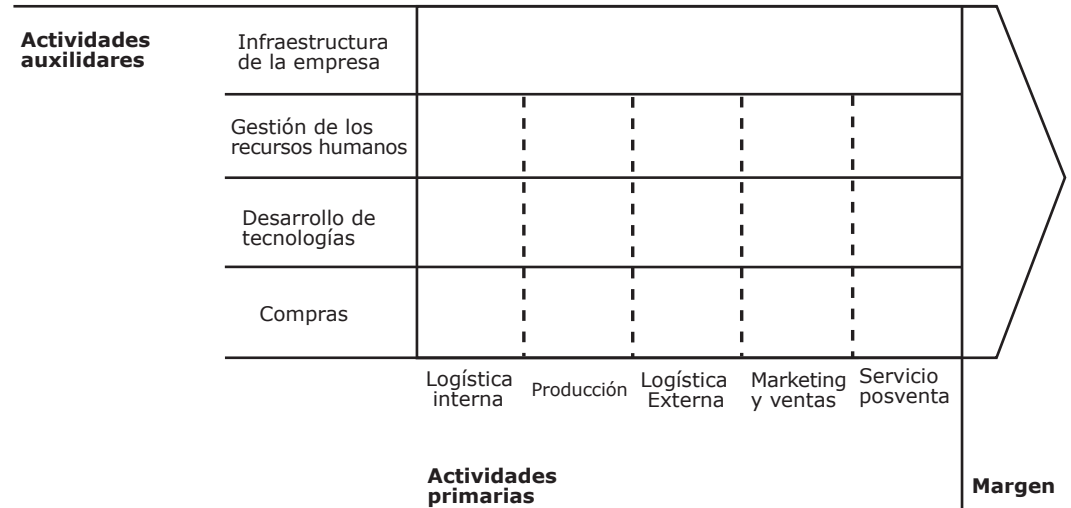 Actividades
auxilidares
Infraestructura
de la empresa
Gestión de los
recursos humanos
Desarrollo de
tecnologías
Compras
Logística
interna
Producción
Logística
Externa
Marketing
y ventas
Servicio
posventa
Actividades
primarias
Margen